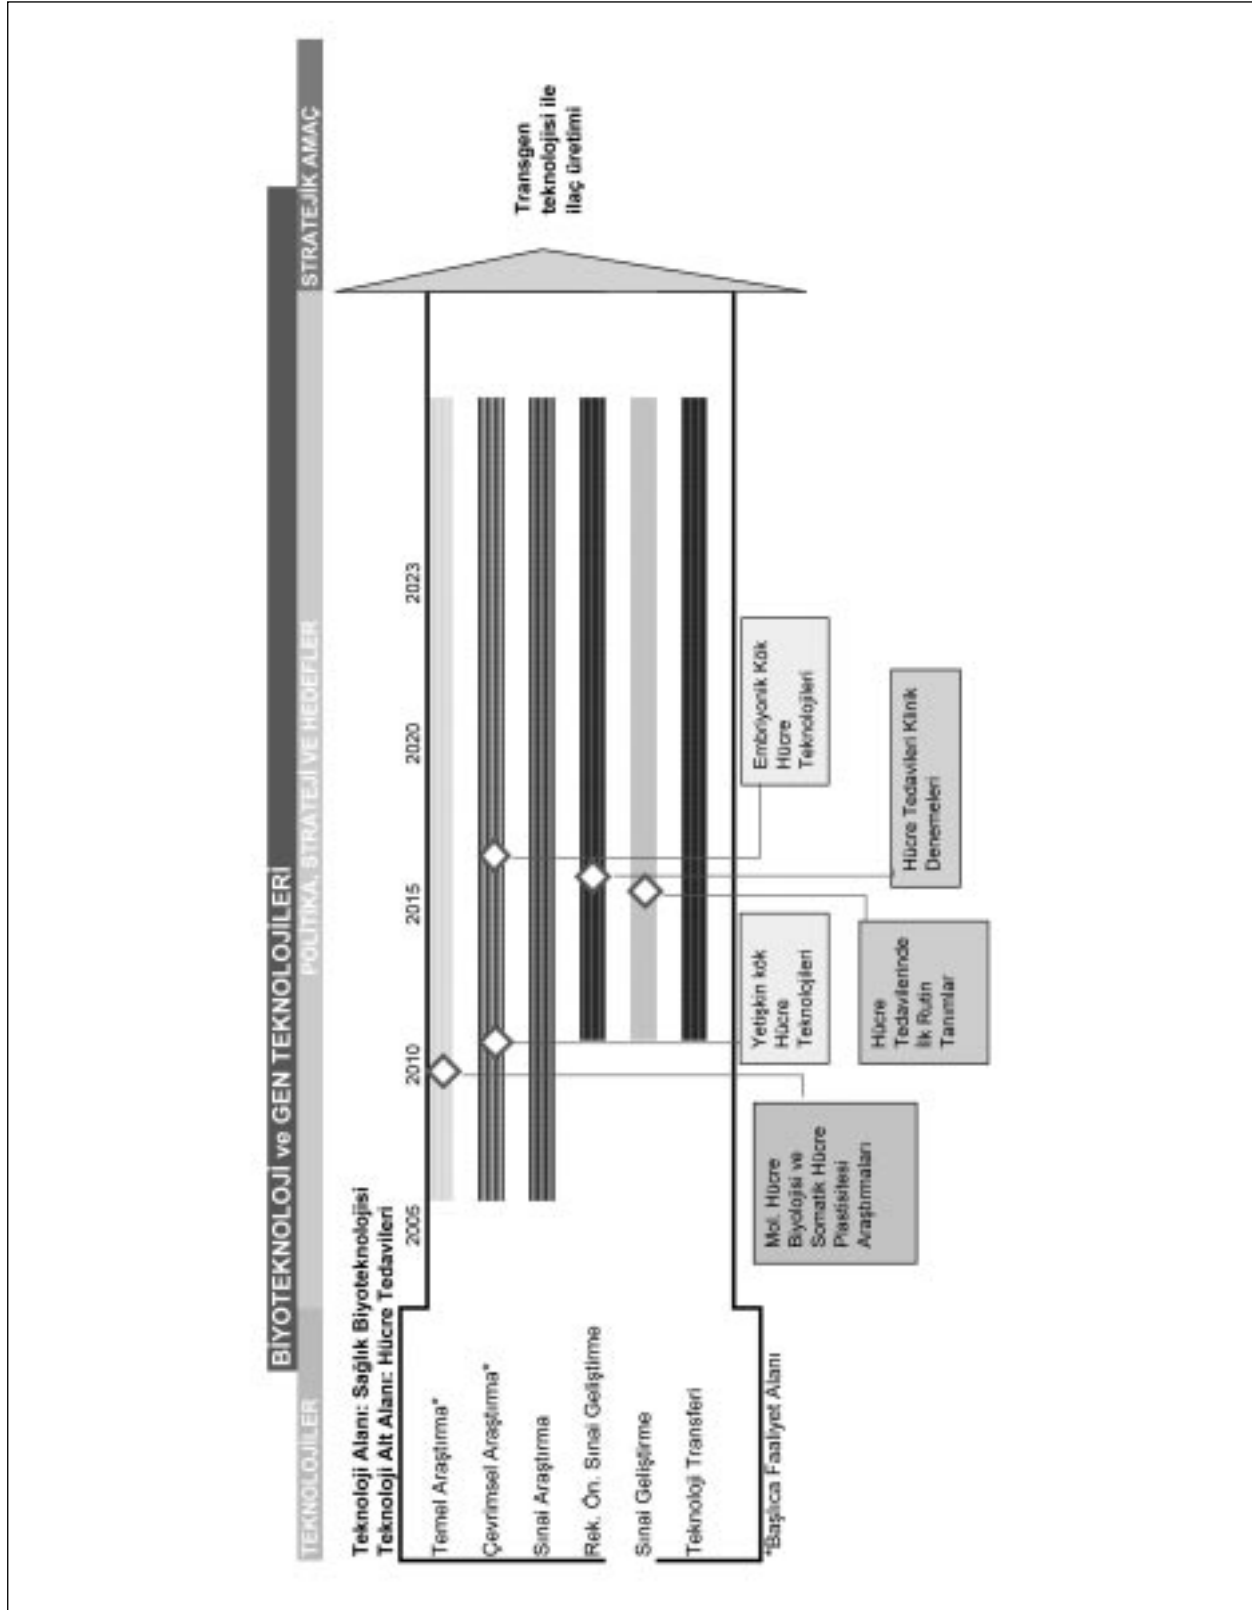 BİYOTEKNOLOJİ ve GEN TEKNOLOJİLERİ
TEKNOLOJİLER
POLİTİKA, STRATEJİ VE HEDEFLER
STRATEJİK AMAÇ
Teknoloji Alanı: Sağlık Biyoteknolojisi
Teknoloji Alt Alanı: Hücre Tedavileri
2005
2010
2015
2020
2023
Temel Araştırma*
Çevrimsel Araştırma*
Sınai Araştırma
Rek. Ön. Sınai Geliştirme
Sınai Geliştirme
Teknoloji Transferi
*Başlıca Faaliyet Alanı
Transgen
teknolojisi ile
ilaç üretimi
Mol. Hücre
Biyolojisi ve
Somatik Hücre
Plastisitesi
Araştırmaları
Yetişkin kök
Hücre
Teknolojileri
Embriyonik Kök
Hücre
Teknolojileri
Hücre
Tedavilerinde
İlk Rutin
Tanımlar
Hücre Tedavileri Klinik
Denemeleri